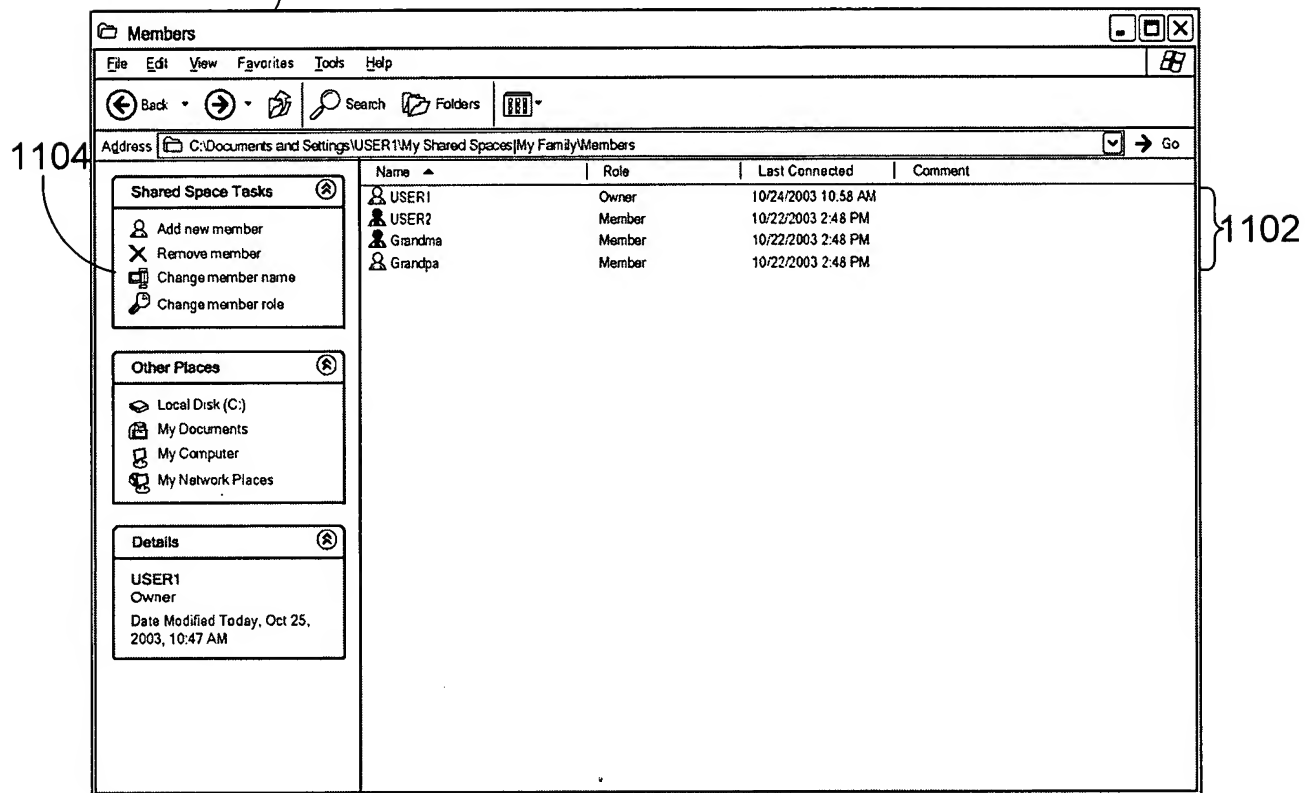 Members
File Edit View Favorites Tools Help
Back Search Folders
Address C:\Documents and Settings\USER1\My Shared Spaces|My Family\Members Go
1104
Shared Space Tasks
Add new member
Remove member
Change member name
Change member role
Other Places
Local Disk (C:)
My Documents
My Computer
My Network Places
Details
USER1
Owner
Date Modified Today, Oct 25,
2003, 10:47 AM
Name Role Last Connected Comment
USER1 Owner 10/24/2003 10.58 AM
USER2 Member 10/22/2003 2:48 PM
Grandma Member 10/22/2003 2:48 PM
Grandpa Member 10/22/2003 2:48 PM
1102